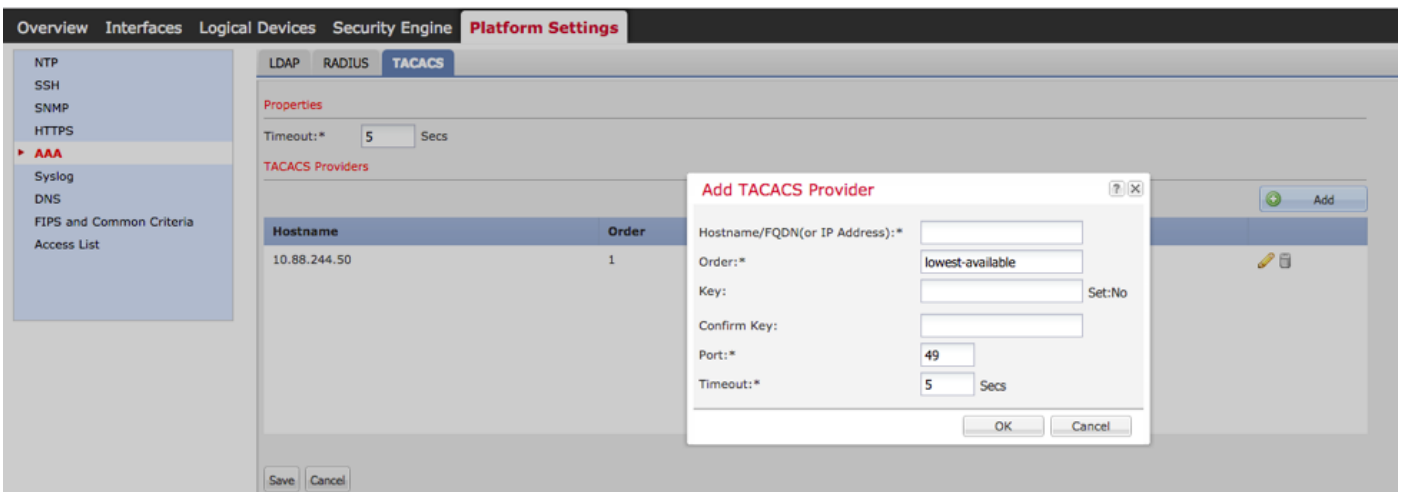 Overview Interfaces Logical Devices Security Engine Platform Settings
NTP
SSH
SNMP
HTTPS
AAA
Syslog
DNS
FIPS and Common Criteria
Access List
LDAP RADIUS TACACS
Properties
Timeout:* 5 Secs
TACACS Providers
Add
Hostname Order
10.88.244.50 1
Add TACACS Provider ?
Hostname/FQDN(or IP Address):*
Order:* lowest-available
Key: Set:No
Confirm Key:
Port:* 49
Timeout:* 5 Secs
OK Cancel
Save Cancel